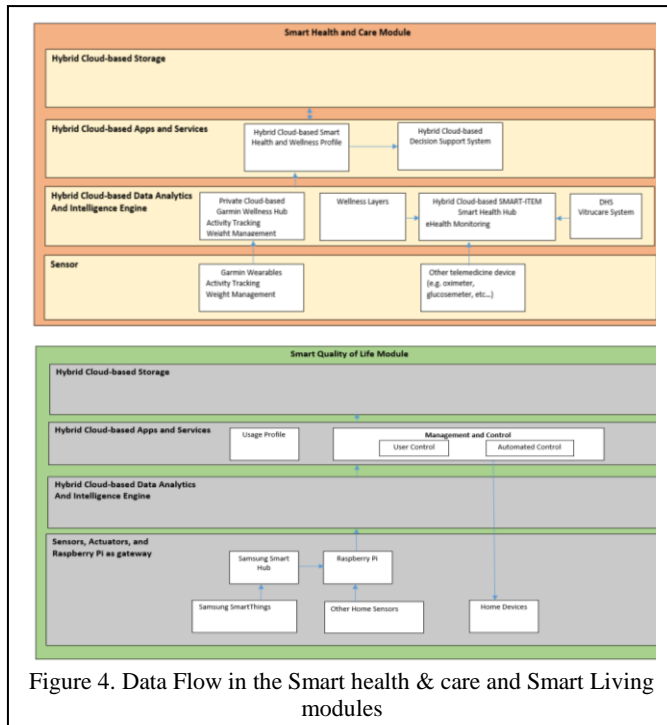 Smart Health and Care Module
Hybrid Cloud-based Storage
Hybrid Cloud-based Apps and Services
Hybrid Cloud-based Smart
Health and Wellness Profile
Hybrid Cloud-based
Decision Support System
Hybrid Cloud-based Data Analytics
And Intelligence Engine
Private Cloud-based
Garmin Wellness Hub
Activity Tracking
Weight Management
Wellness Layers
Hybrid Cloud-based SMART-ITEM
Smart Health Hub
eHealth Monitoring
DHS
Vitrucare System
Sensor
Garmin Wearables
Activity Tracking
Weight Management
Other telemedicine device
(e.g. oximeter,
glucosemeter, etc...)
Smart Quality of Life Module
Hybrid Cloud-based Storage
Hybrid Cloud-based Apps and Services
Usage Profile
Management and Control
User Control
Automated Control
Hybrid Cloud-based Data Analytics
And Intelligence Engine
Sensors, Actuators, and
Raspberry Pi as gateway
Samsung Smart
Hub
Raspberry Pi
Samsung SmartThings
Other Home Sensors
Home Devices
Figure 4. Data Flow in the Smart health & care and Smart Living
modules